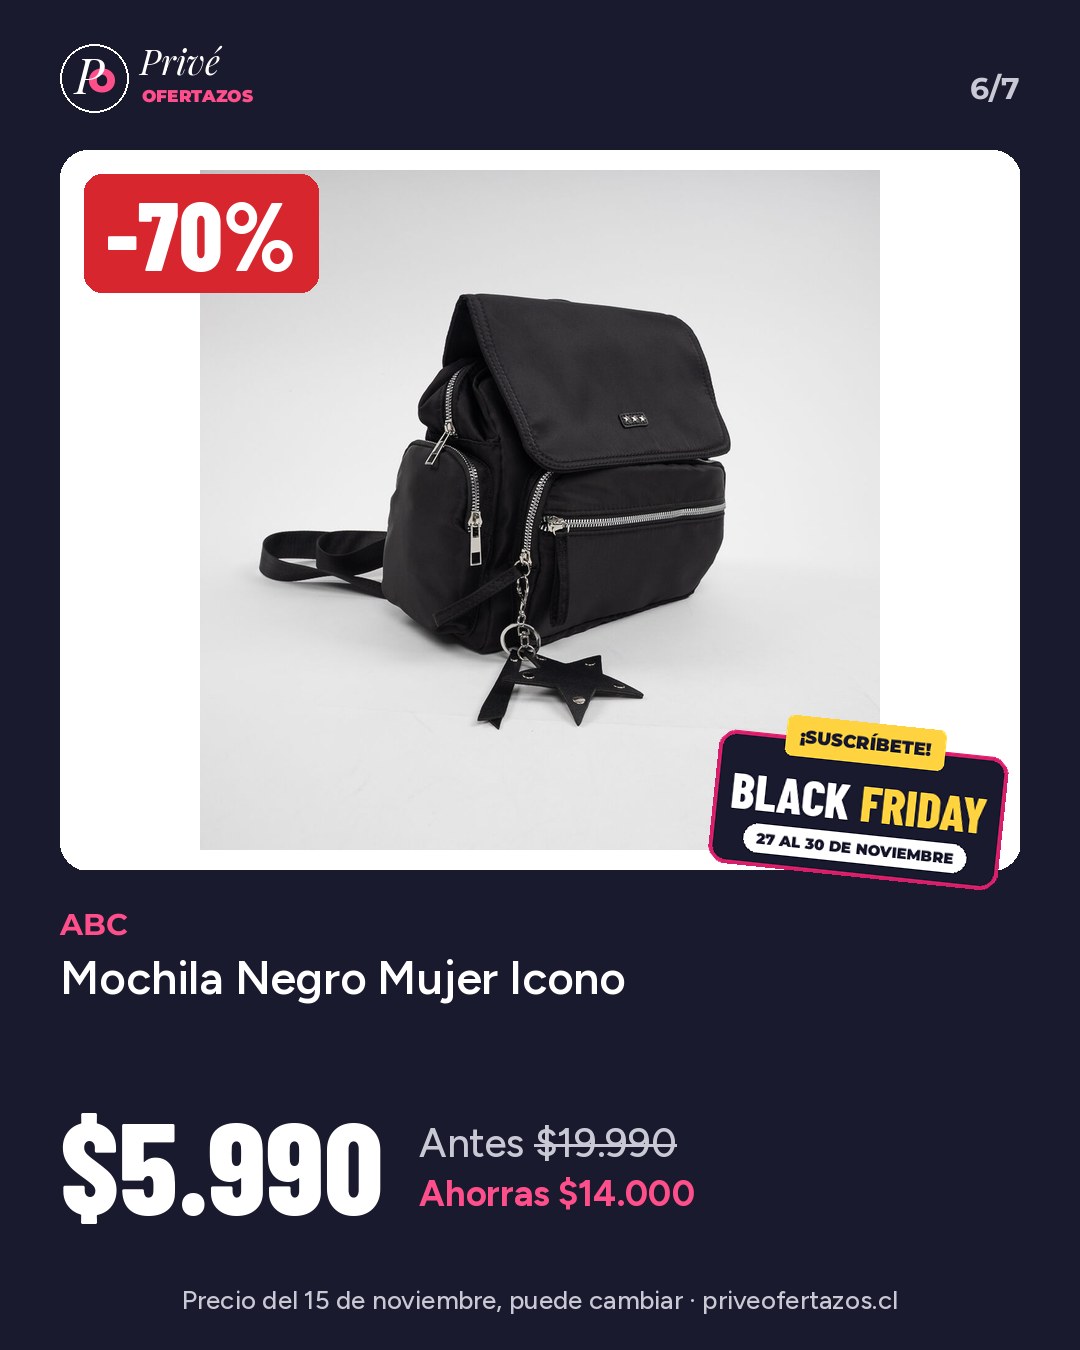 Privé
OFERTAZOS
6/7
-70%
¡SUSCRÍBETE!
BLACK FRIDAY
27 AL 30 DE NOVIEMBRE
ABC
Mochila Negro Mujer Icono
$5.990
Antes $19.990
Ahorras $14.000
Precio del 15 de noviembre, puede cambiar · priveofertazos.cl